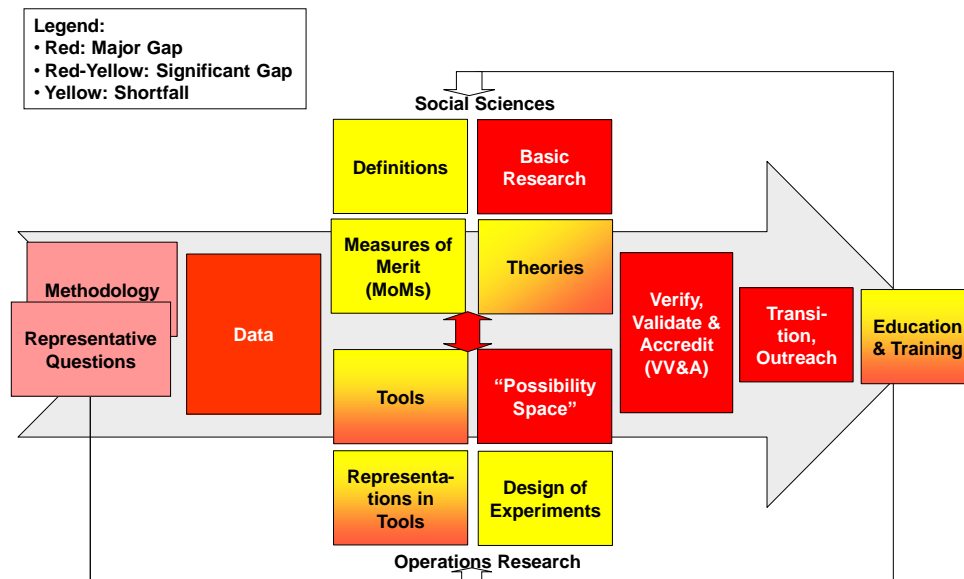 Legend:
• Red: Major Gap
• Red-Yellow: Significant Gap
• Yellow: Shortfall
Social Sciences
Definitions
Basic
Research
Measures of
Merit
(MoMs)
Theories
Methodology
Representative
Questions
Data
Verify,
Validate &
Accredit
(VV&A)
Transi-
tion,
Outreach
Education
& Training
Tools
“Possibility
Space”
Representa-
tions in
Tools
Design of
Experiments
Operations Research